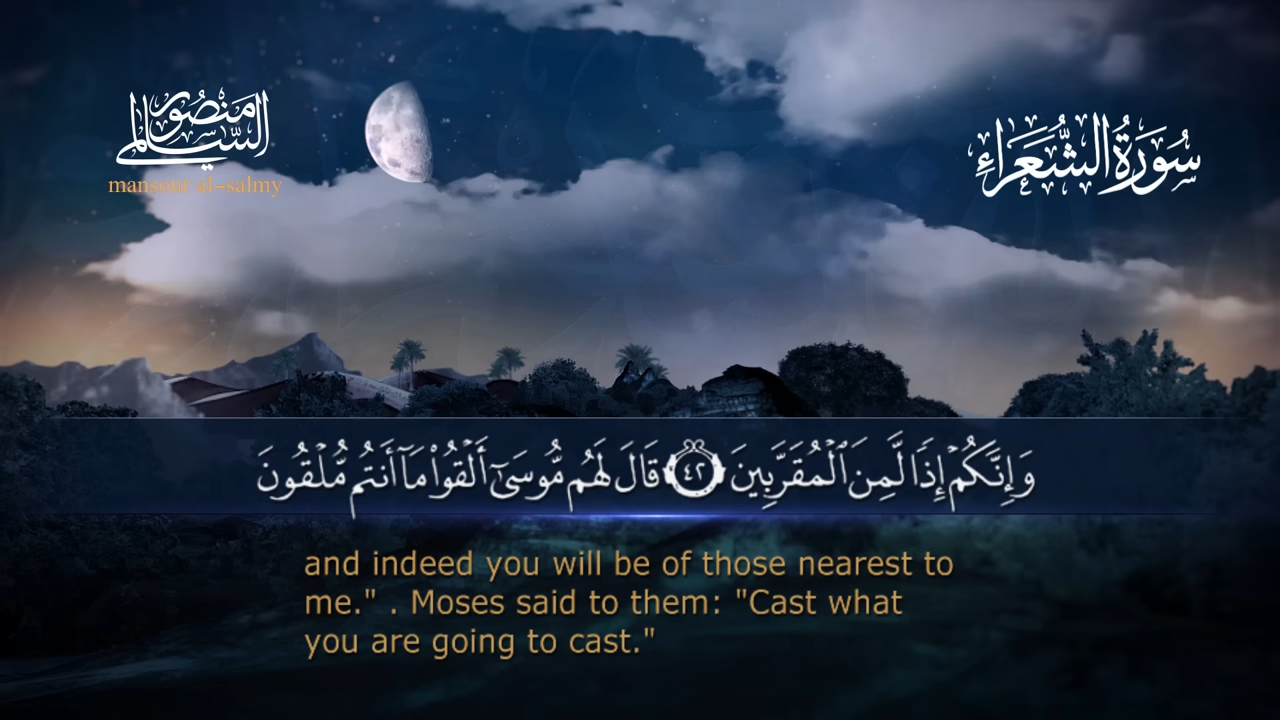 منصور السالمي
mansour al-salmy
سُورَةُ الشُّعَرَاءِ
وَإِنَّكُمْ إِذًا لَّمِنَ ٱلْمُقَرَّبِينَ ٤٢ قَالَ لَهُم مُّوسَىٰٓ أَلْقُوا۟ مَآ أَنتُم مُّلْقُونَ
and indeed you will be of those nearest to
me." . Moses said to them: "Cast what
you are going to cast."